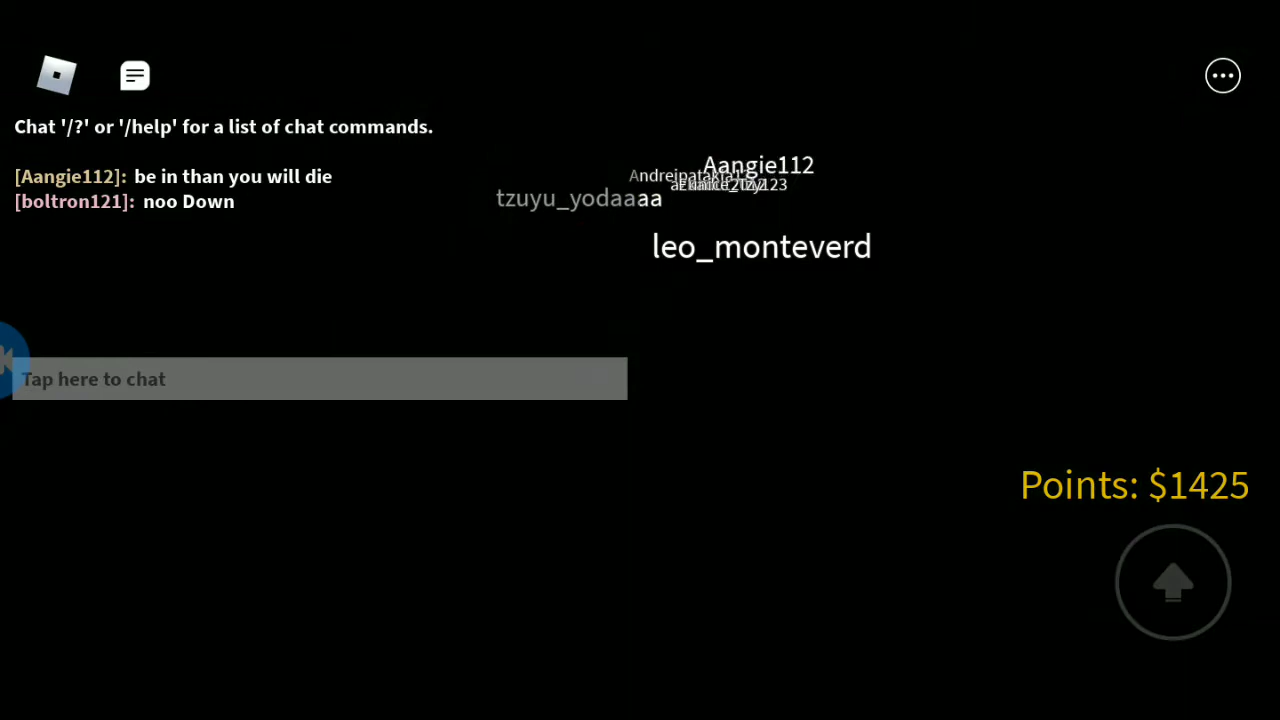 Chat '/?' or '/help' for a list of chat commands.
[Aangie112]: be in than you will die
[boltron121]: noo Down
Aangie112
tzuyu_yodaaaa
leo_monteverd
Tap here to chat
Points: $1425